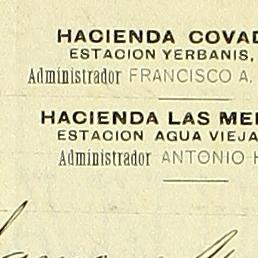 HACIENDA COVAD
ESTACION YERBANIS,
Administrador FRANCISCO A.
HACIENDA LAS ME
ESTACION AGUA VIEJA
Administrador ANTONIO